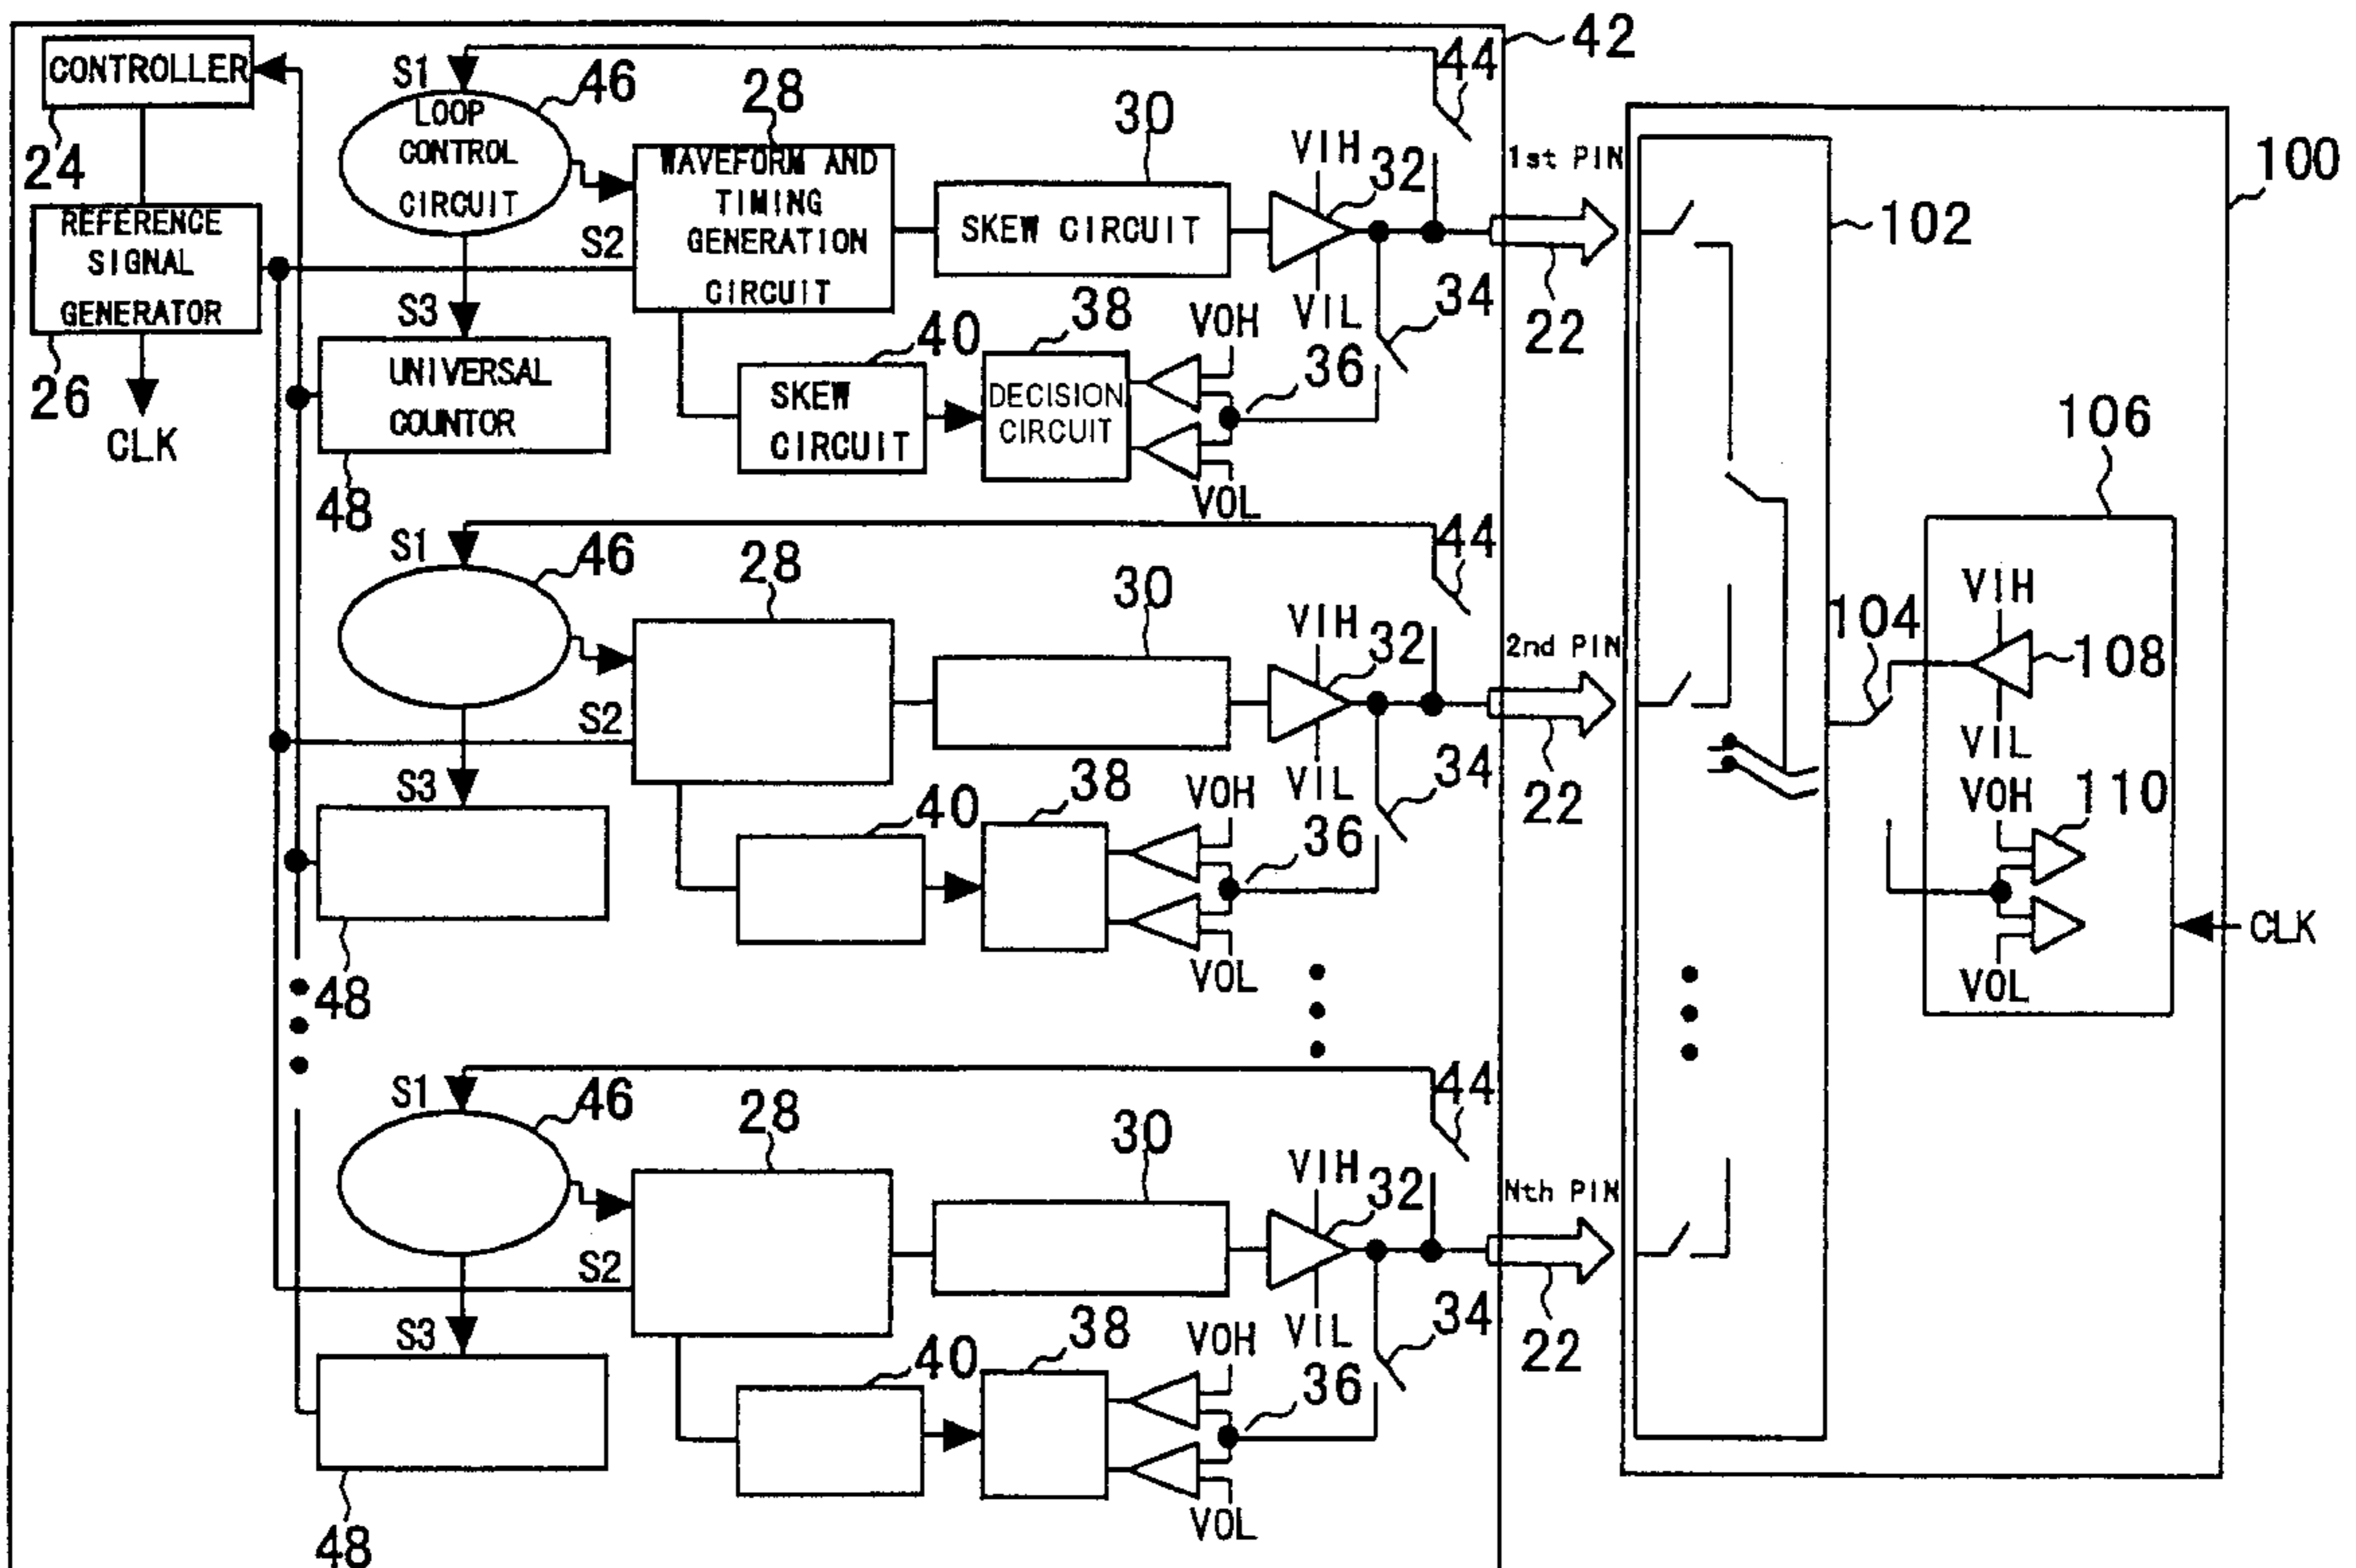 42
CONTROLLER
24
REFERENCE
SIGNAL
GENERATOR
26
CLK
S1
46
LOOP
CONTROL
CIRCUIT
S2
S3
UNIVERSAL
COUNTOR
48
28
WAVEFORM AND
TIMING
GENERATION
CIRCUIT
30
SKEW CIRCUIT
VIH
32
VIL
44
34
40
SKEW
CIRCUIT
38
DECISION
CIRCUIT
VOH
36
VOL
1st PIN
22
S1
46
S2
S3
48
28
30
VIH
32
VIL
44
34
40
38
VOH
36
VOL
2nd PIN
22
S1
46
S2
S3
48
28
30
VIH
32
VIL
44
34
40
38
VOH
36
VOL
Nth PIN
22
100
102
104
106
VIH
108
VIL
VOH
110
VOL
CLK